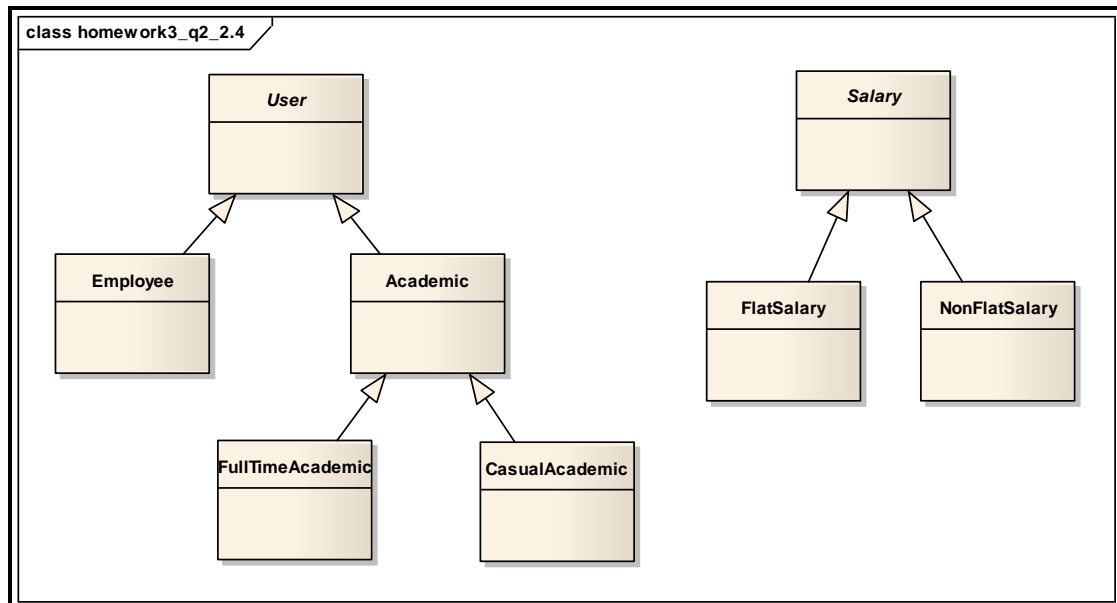 class homework3_q2_2.4
User
Salary
Employee
Academic
FlatSalary
NonFlatSalary
FullTimeAcademic
CasualAcademic